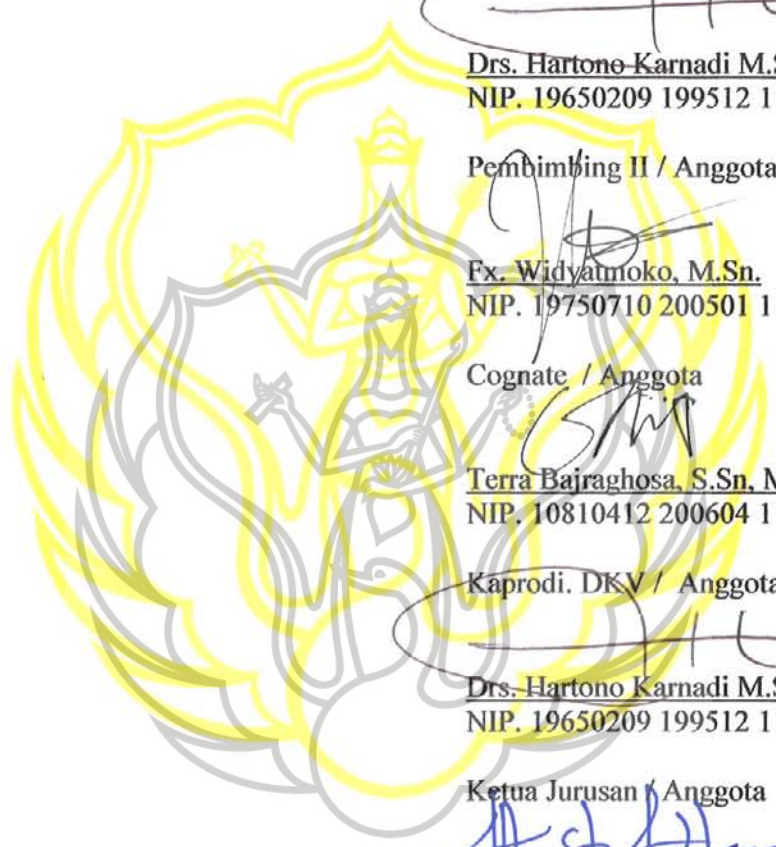 Drs. Hartono Karnadi M.S
NIP. 19650209 199512 1
Pembimbing II / Anggota
Fx. Widyatmoko, M.Sn.
NIP. 19750710 200501 1
Cognate / Anggota
Terra Bajraghosa, S.Sn, M
NIP. 10810412 200604 1
Kaprodi. DKV / Anggota
Drs. Hartono Karnadi M.S
NIP. 19650209 199512 1
Ketua Jurusan / Anggota